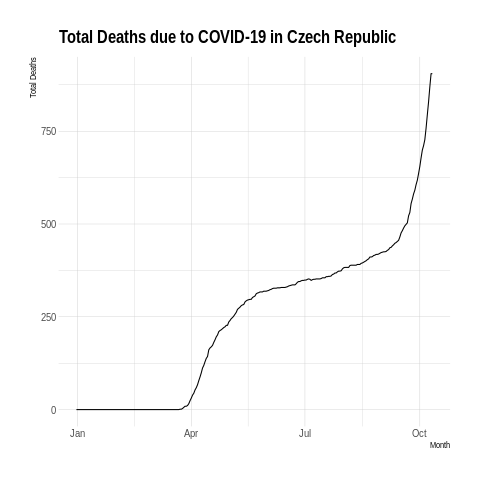 Total Deaths due to COVID-19 in Czech Republic
Total Deaths
750
500
250
0
Jan Apr Jul Oct
Month